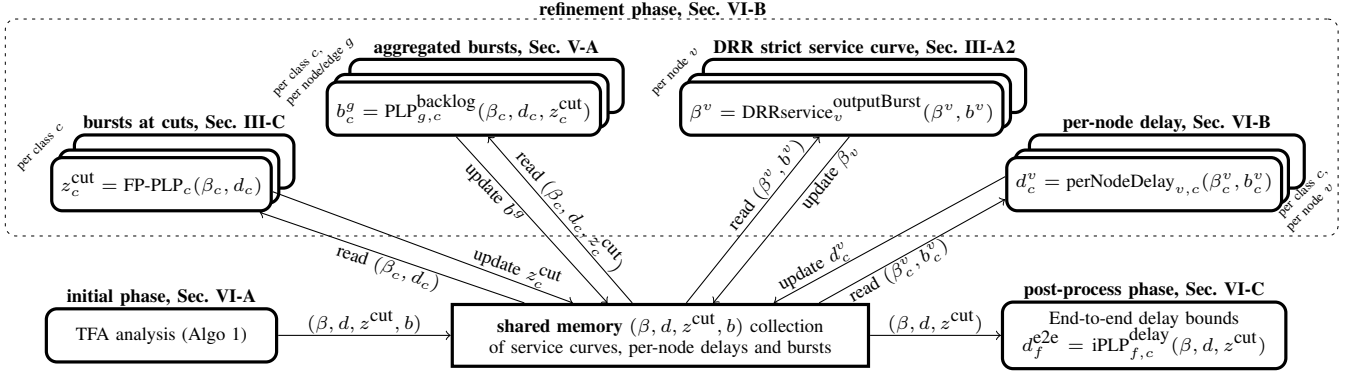 refinement phase, Sec. VI-B
aggregated bursts, Sec. V-A
per class c,
per node/edge g
b_c^g = PLP_{g,c}^{backlog}(β_c, d_c, z_c^{cut})
DRR strict service curve, Sec. III-A2
per node v
β^v = DRRservice_v^{outputBurst}(β^v, b^v)
bursts at cuts, Sec. III-C
per class c
z_c^{cut} = FP-PLP_c(β_c, d_c)
per-node delay, Sec. VI-B
d_c^v = perNodeDelay_{v,c}(β_c^v, b_c^v)
per class c,
per node v
read (β_c, d_c)
update z_c^{cut}
update b^g
read (β_c, d_c, z_c^{cut})
read (β^v, b^v)
update β_v
update d_c^v
read (β_c^v, b_c^v)
initial phase, Sec. VI-A
TFA analysis (Algo 1)
(β, d, z^{cut}, b)
shared memory (β, d, z^{cut}, b) collection
of service curves, per-node delays and bursts
(β, d, z^{cut})
post-process phase, Sec. VI-C
End-to-end delay bounds
d_f^{e2e} = iPLP_{f,c}^{delay}(β, d, z^{cut})